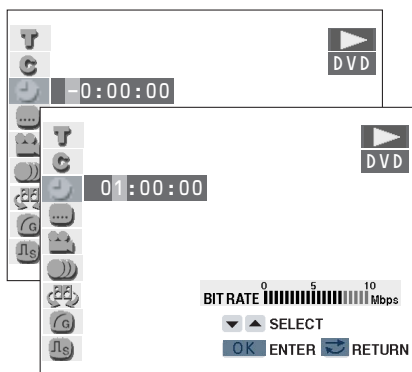 T
C
DVD
-0:00:00
G
S
T
C
DVD
01:00:00
0 5 10
BIT RATE Mbps
SELECT
G
OK ENTER RETURN
S